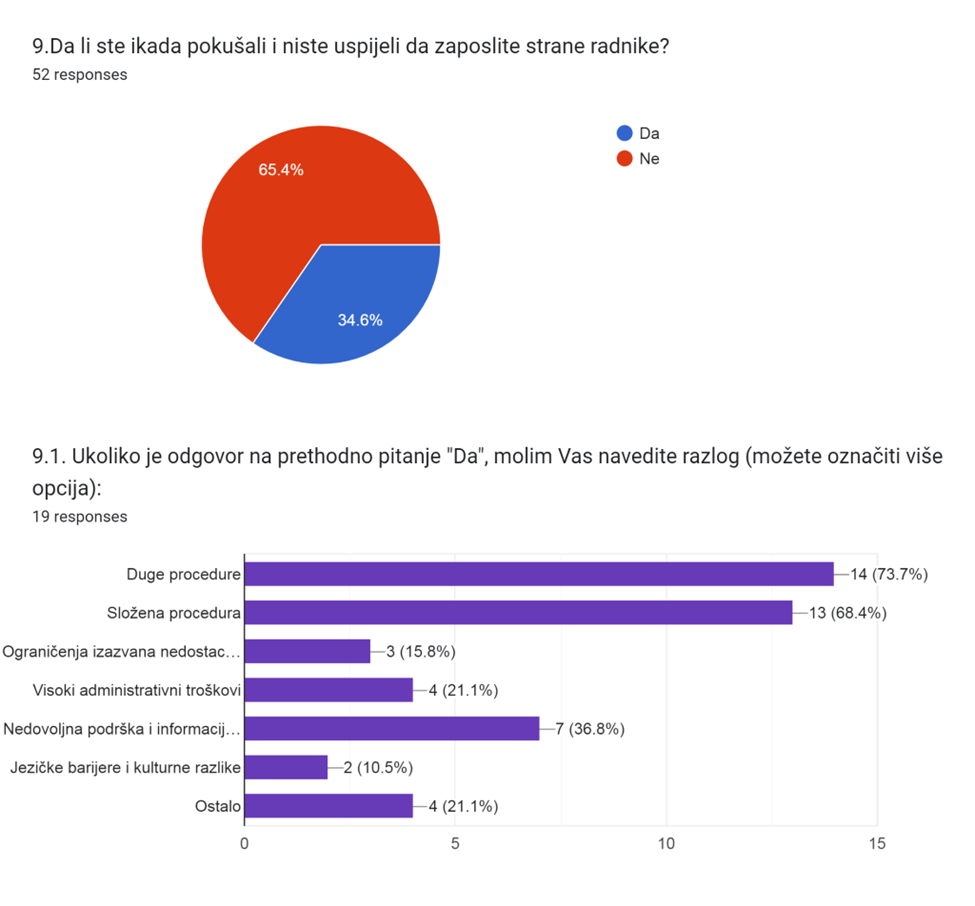 9.Da li ste ikada pokušali i niste uspijeli da zaposlite strane radnike?
52 responses
Da
Ne
65.4%
34.6%
9.1. Ukoliko je odgovor na prethodno pitanje "Da", molim Vas navedite razlog (možete označiti više
opcija):
19 responses
Duge procedure
14 (73.7%)
Složena procedura
13 (68.4%)
Ograničenja izazvana nedostac…
3 (15.8%)
Visoki administrativni troškovi
4 (21.1%)
Nedovoljna podrška i informacij…
7 (36.8%)
Jezičke barijere i kulturne razlike
2 (10.5%)
Ostalo
4 (21.1%)
0 5 10 15